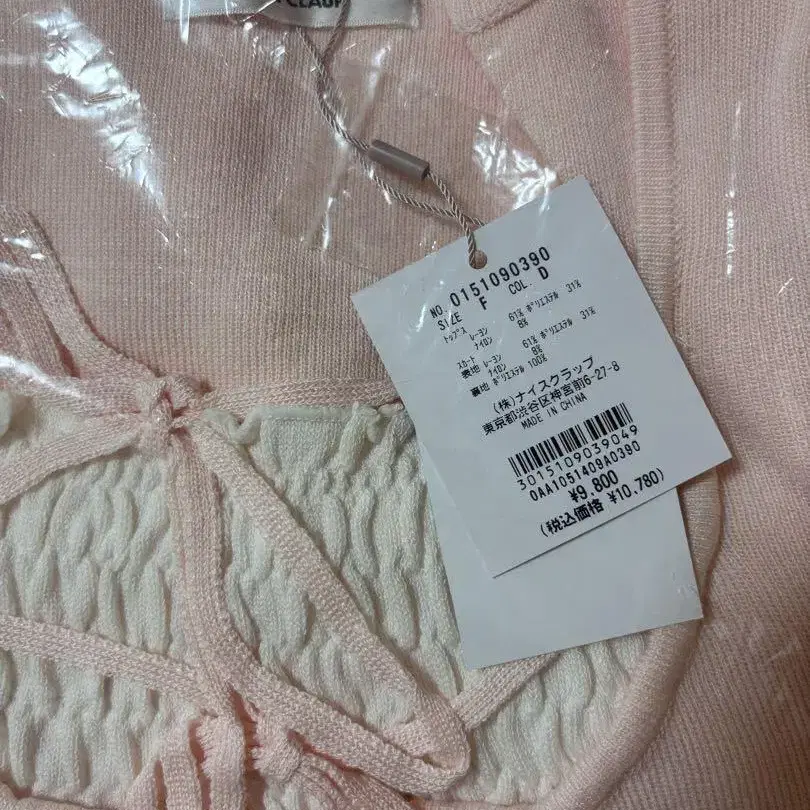 NO. 0151090390
SIZE F COL. D
トップス レーヨン 61% ポリエステル 31%
ナイロン 8%
スカート
表地 レーヨン 61% ポリエステル 31%
ナイロン 8%
裏地 ポリエステル 100%
(株)ナイスクラップ
東京都渋谷区神宮前6-27-8
MADE IN CHINA
3015109039049
0AA1051409A0390
¥9,800
(税込価格 ¥10,780)